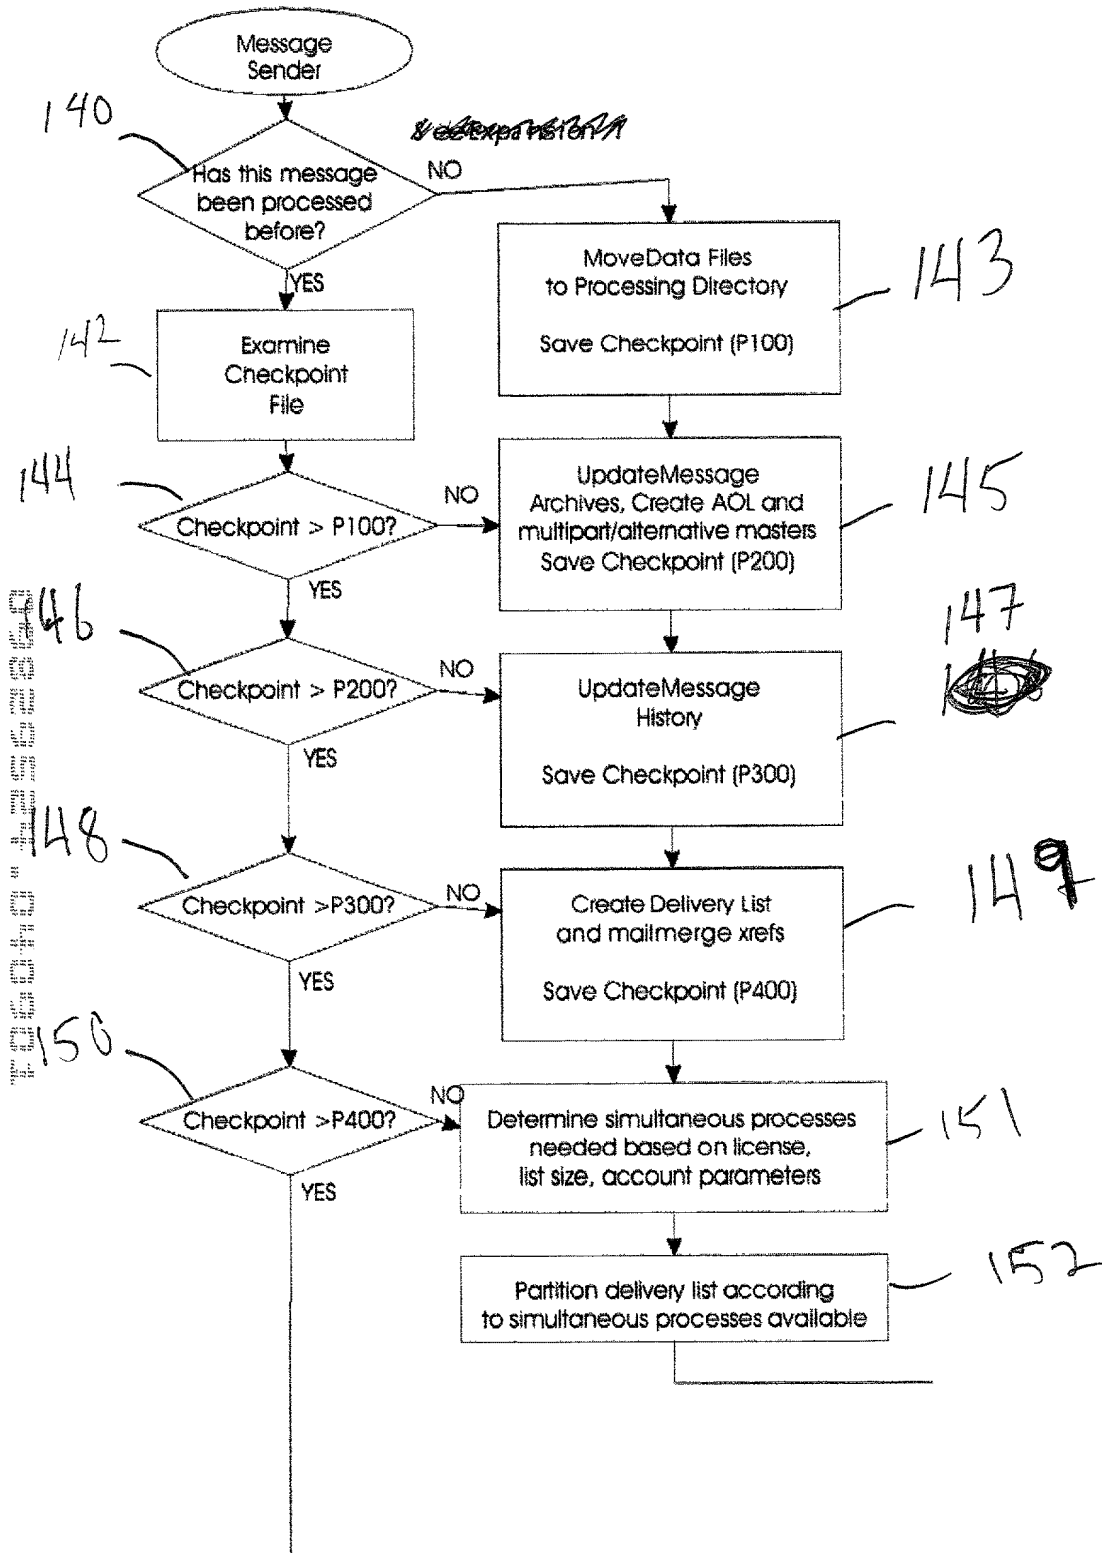 Message
Sender
140
Has this message
been processed
before?
NO
YES
MoveData Files
to Processing Directory
Save Checkpoint (P100)
143
142
Examine
Checkpoint
File
144
Checkpoint > P100?
NO
YES
UpdateMessage
Archives, Create AOL and
multipart/alternative masters
Save Checkpoint (P200)
145
146
Checkpoint > P200?
NO
YES
UpdateMessage
History
Save Checkpoint (P300)
147
148
Checkpoint >P300?
NO
YES
Create Delivery List
and mailmerge xrefs
Save Checkpoint (P400)
149
150
Checkpoint >P400?
NO
YES
Determine simultaneous processes
needed based on license,
list size, account parameters
151
Partition delivery list according
to simultaneous processes available
152